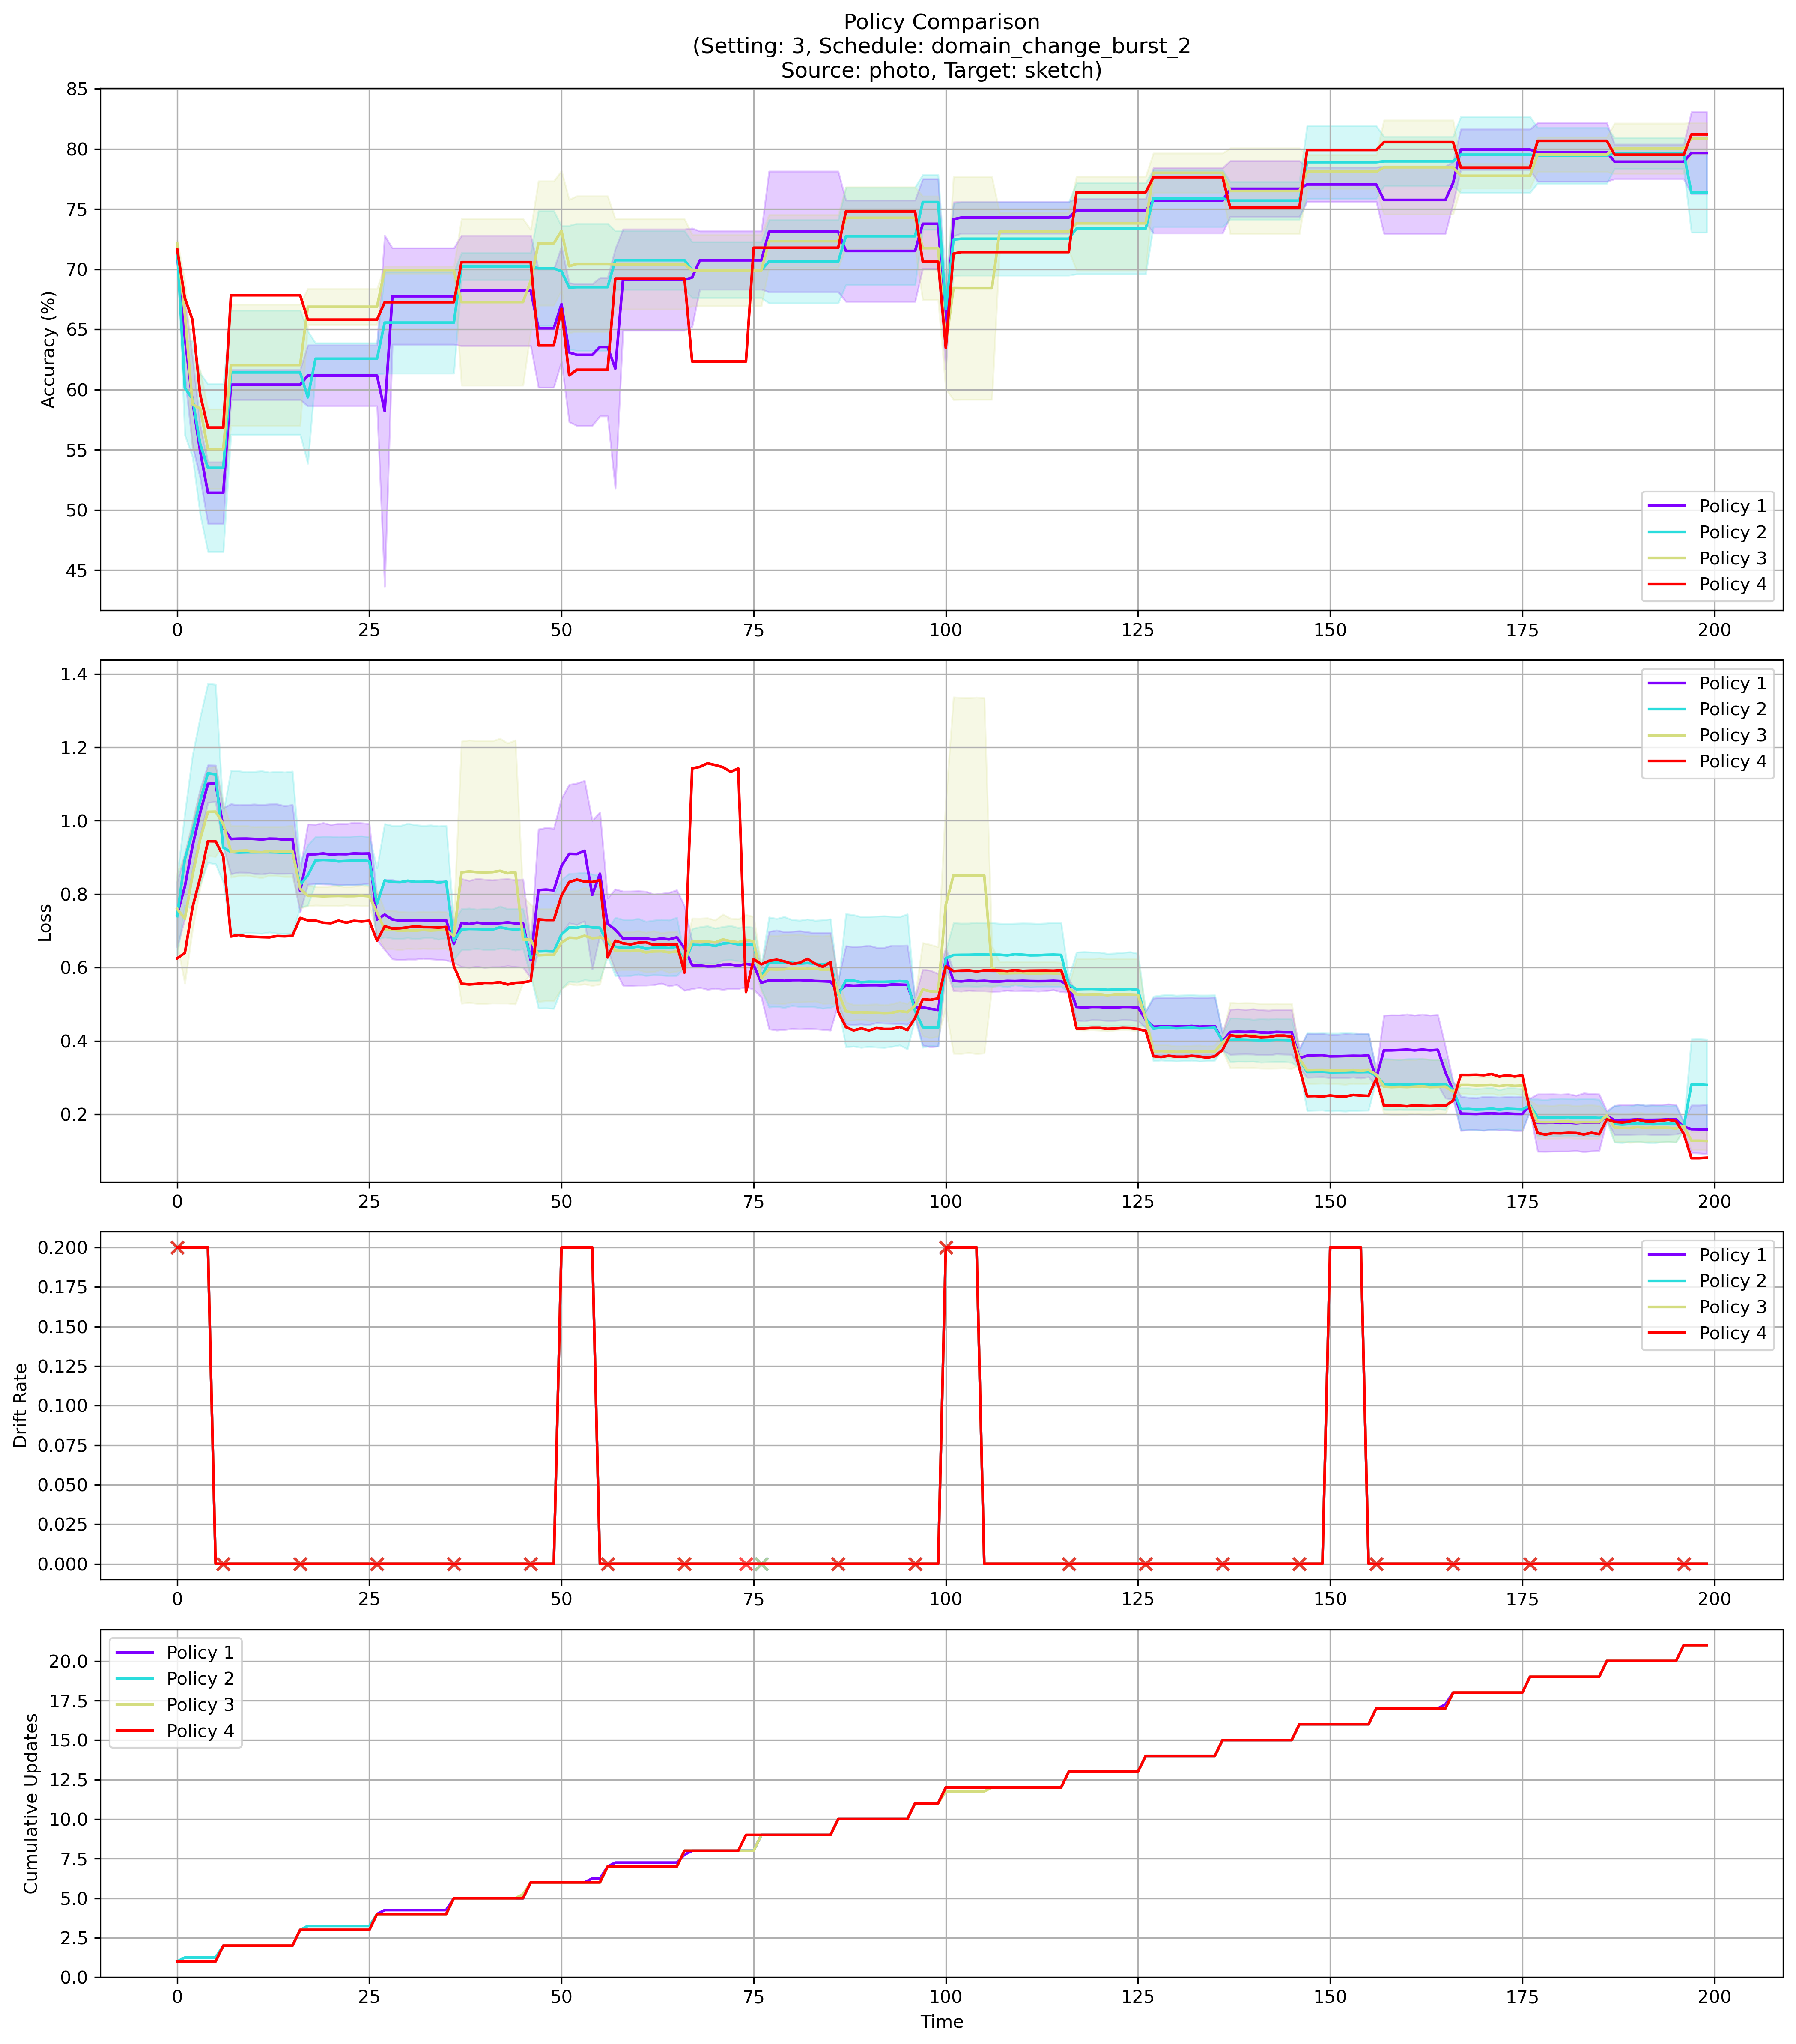 Policy Comparison
(Setting: 3, Schedule: domain_change_burst_2
Source: photo, Target: sketch)
85
80
75
70
65
60
55
50
45
Accuracy (%)
Policy 1
Policy 2
Policy 3
Policy 4
0 25 50 75 100 125 150 175 200
1.4
1.2
1.0
0.8
0.6
0.4
0.2
Loss
Policy 1
Policy 2
Policy 3
Policy 4
0 25 50 75 100 125 150 175 200
0.200
0.175
0.150
0.125
0.100
0.075
0.050
0.025
0.000
Drift Rate
Policy 1
Policy 2
Policy 3
Policy 4
0 25 50 75 100 125 150 175 200
20.0
17.5
15.0
12.5
10.0
7.5
5.0
2.5
0.0
Cumulative Updates
Policy 1
Policy 2
Policy 3
Policy 4
0 25 50 75 100 125 150 175 200
Time